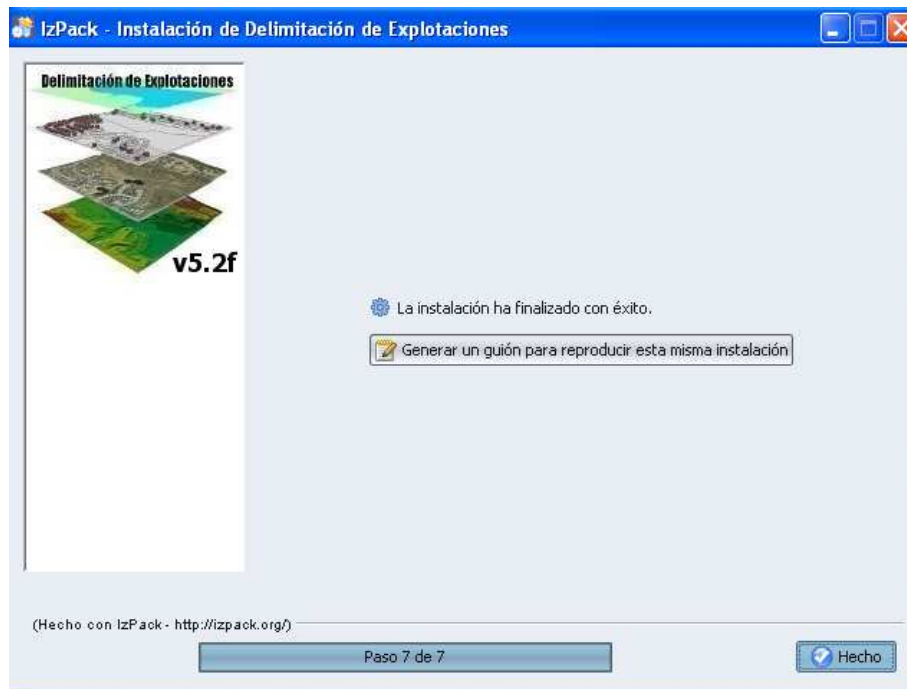 IzPack - Instalación de Delimitación de Explotaciones
Delimitación de Explotaciones
v5.2f
La instalación ha finalizado con éxito.
Generar un guión para reproducir esta misma instalación
(Hecho con IzPack - http://izpack.org/)
Paso 7 de 7
Hecho